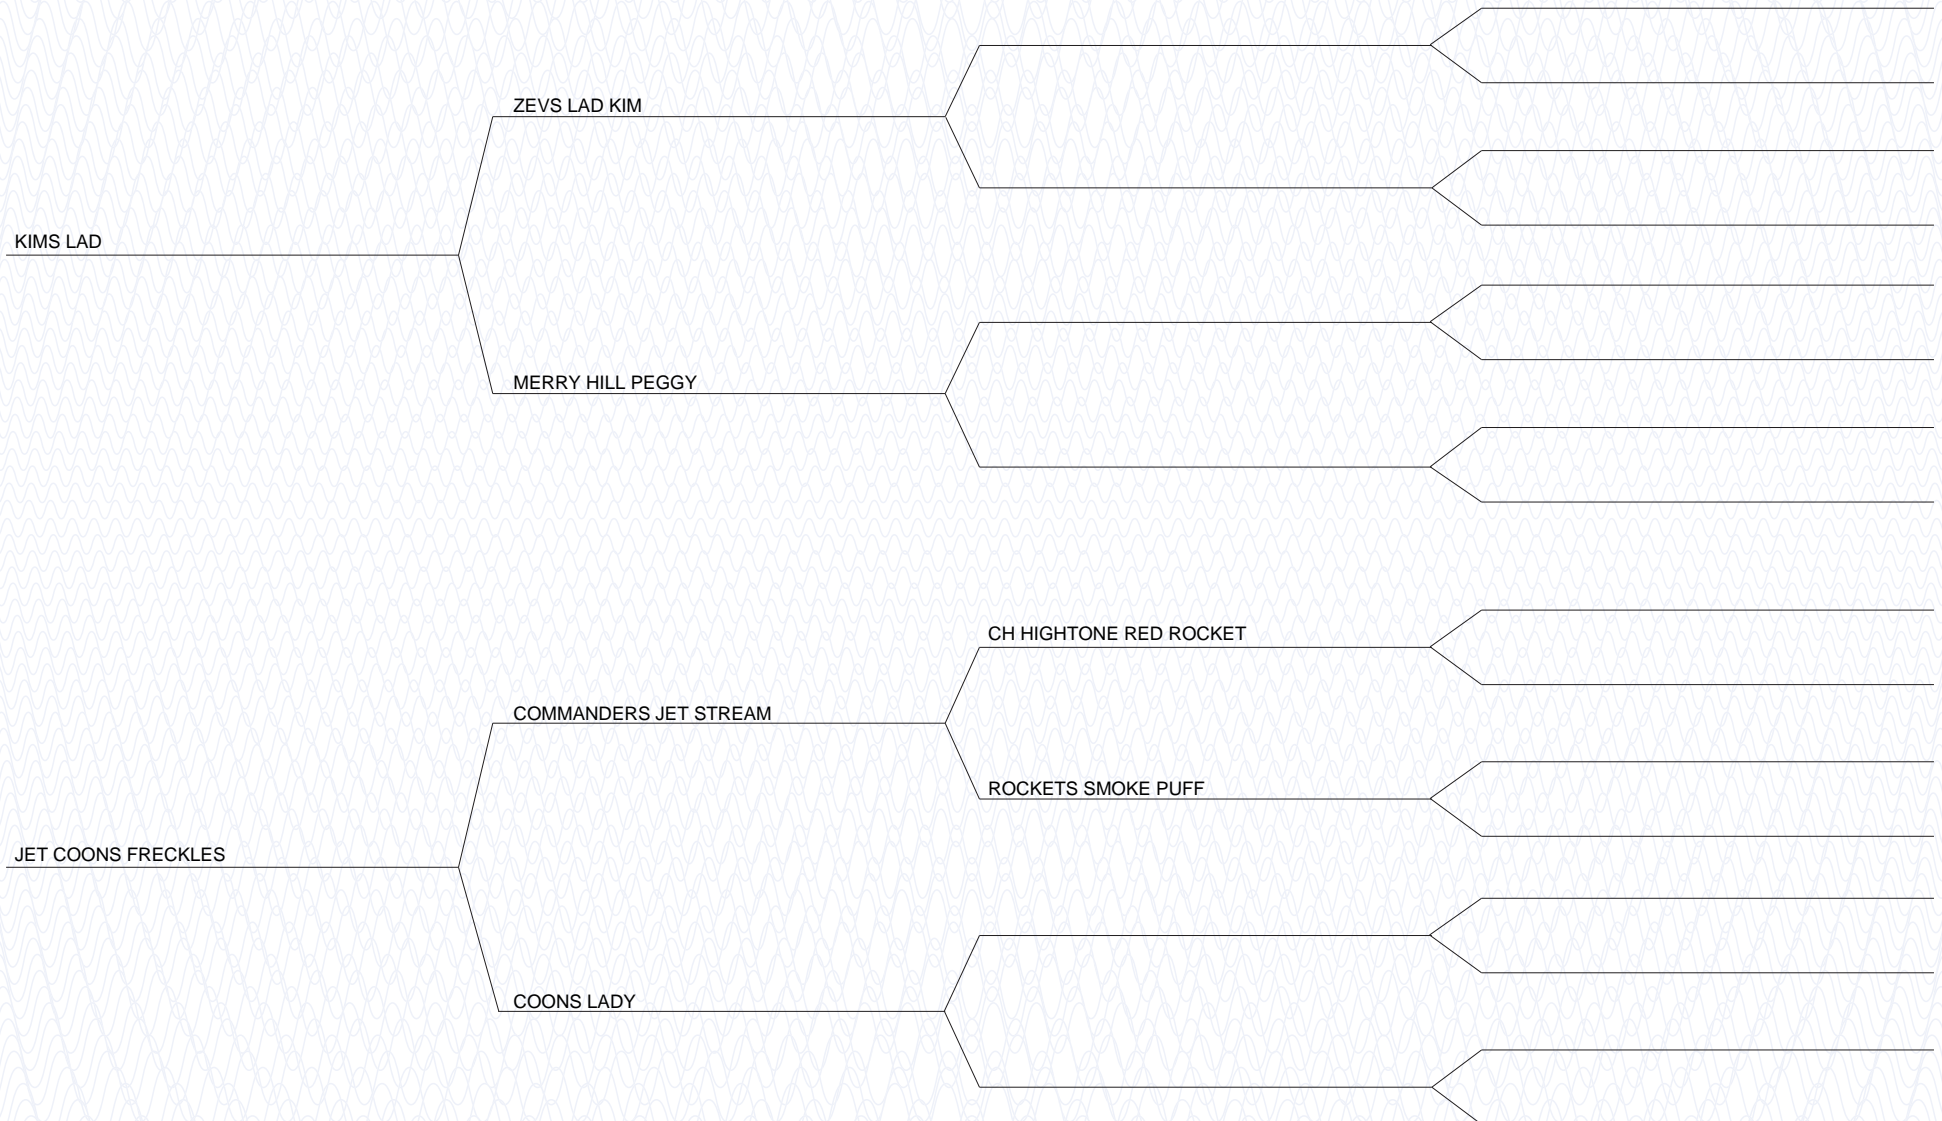 ZEVS LAD KIM
KIMS LAD
MERRY HILL PEGGY
CH HIGHTONE RED ROCKET
COMMANDERS JET STREAM
ROCKETS SMOKE PUFF
JET COONS FRECKLES
COONS LADY